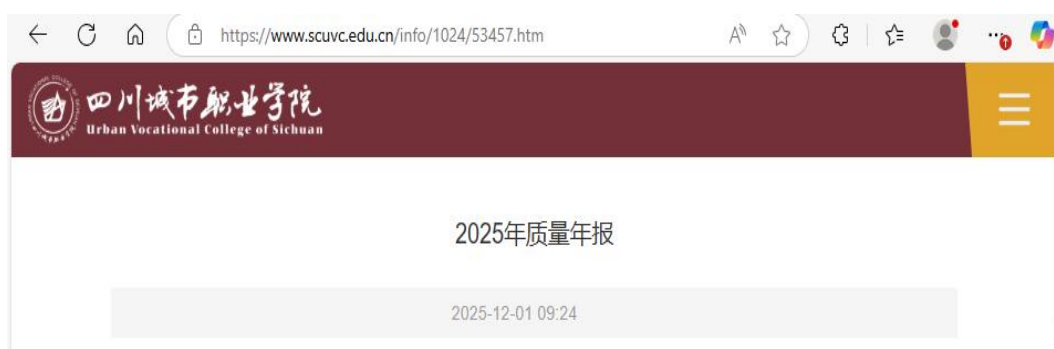 https://www.scuvc.edu.cn/info/1024/53457.htm
四川城市职业学院
Urban Vocational College of Sichuan
2025年质量年报
2025-12-01 09:24